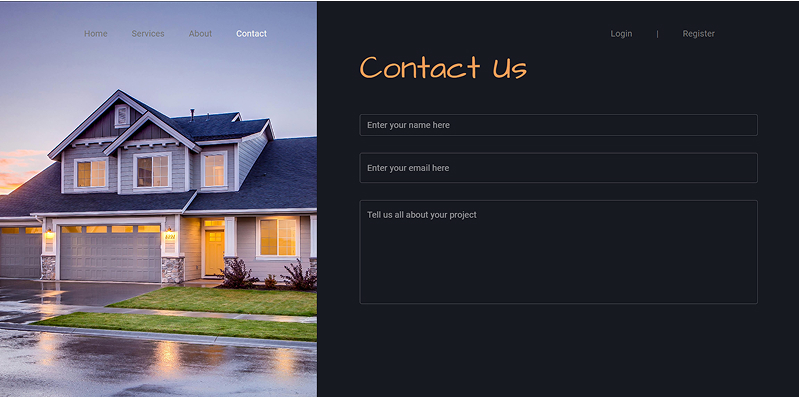 Home Services About Contact
Login | Register
Contact Us
Enter your name here
Enter your email here
Tell us all about your project